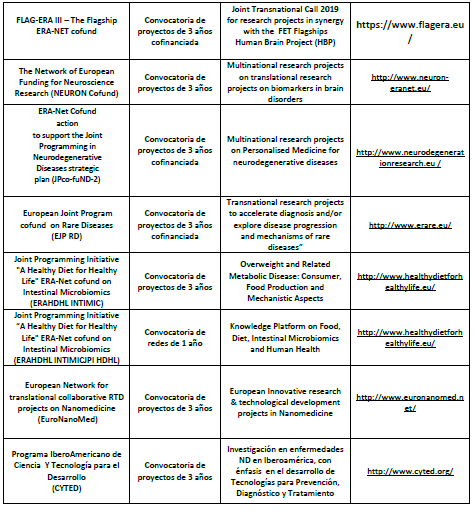 FLAG-ERA III – The Flagship
ERA-NET cofund
Convocatoria de
proyectos de 3 años
cofinanciada
Joint Transnational Call 2019
for research projects in synergy
with the FET Flagships
Human Brain Project (HBP)
https://www.flagera.eu
/
The Network of European
Funding for Neuroscience
Research (NEURON Cofund)
Convocatoria de
proyectos de 3 años
Multinational research projects
on translational research
projects on biomarkers in brain
disorders
http://www.neuron-
eranet.eu/
ERA-Net Cofund
action
to support the Joint
Programming in
Neurodegenerative
Diseases strategic
plan (JPco-fuND-2)
Convocatoria de
proyectos de 3 años
cofinanciada
Multinational research projects
on Personalised Medicine for
neurodegenerative diseases
http://www.neurodegenerat
ionresearch.eu /
European Joint Program
cofund on Rare Diseases
(EJP RD)
Convocatoria de
proyectos de 3 años
cofinanciada
Transnational research projects
to accelerate diagnosis and/or
explore disease progression
and mechanisms of rare
diseases”
http://www.erare.eu/
Joint Programming Initiative
"A Healthy Diet for Healthy
Life" ERA-Net cofund on
Intestinal Microbiomics
(ERAHDHL INTIMIC)
Convocatoria de
proyectos de 3 años
Overweight and Related
Metabolic Disease: Consumer,
Food Production and
Mechanistic Aspects
http://www.healthydietforh
ealthylife.eu/
Joint Programming Initiative
"A Healthy Diet for Healthy
Life" ERA-Net cofund on
Intestinal Microbiomics
(ERAHDHL INTIMICJPI HDHL)
Convocatoria de
redes de 1 año
Knowledge Platform on Food,
Diet, Intestinal Microbiomics
and Human Health
http://www.healthydietforh
ealthylife.eu/
European Network for
translational collaborative RTD
projects on Nanomedicine
(EuroNanoMed)
Convocatoria de
proyectos de 3 años
European Innovative research
& technological development
projects in Nanomedicine
http://www.euronanomed.n
et/
Programa IberoAmericano de
Ciencia Y Tecnología para el
Desarrollo
(CYTED)
Convocatoria de
proyectos de 3 años
Investigación en enfermedades
ND en Iberoamérica, con
énfasis en el desarrollo de
Tecnologías para Prevención,
Diagnóstico y Tratamiento
http://www.cyted.org/